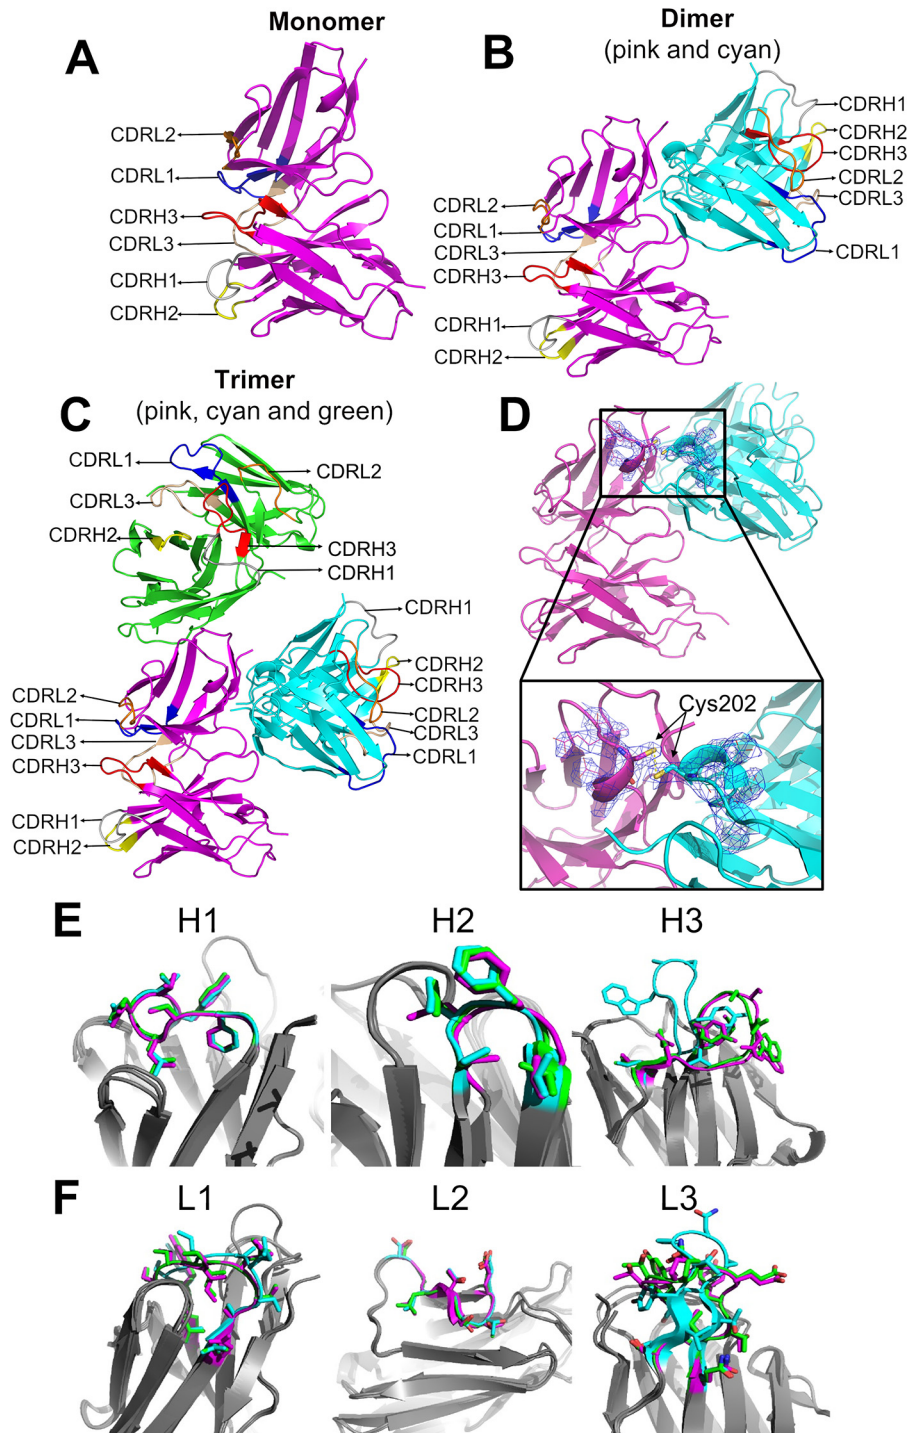 A
Monomer
CDRL2
CDRL1
CDRH3
CDRL3
CDRH1
CDRH2
B
Dimer
(pink and cyan)
CDRH1
CDRH2
CDRH3
CDRL2
CDRL3
CDRL1
CDRL2
CDRL1
CDRL3
CDRH3
CDRH1
CDRH2
C
Trimer
(pink, cyan and green)
CDRL1
CDRL2
CDRL3
CDRH2
CDRH3
CDRH1
CDRH1
CDRH2
CDRH3
CDRL2
CDRL3
CDRL1
CDRL2
CDRL1
CDRL3
CDRH3
CDRH1
CDRH2
D
Cys202
E
H1
H2
H3
F
L1
L2
L3